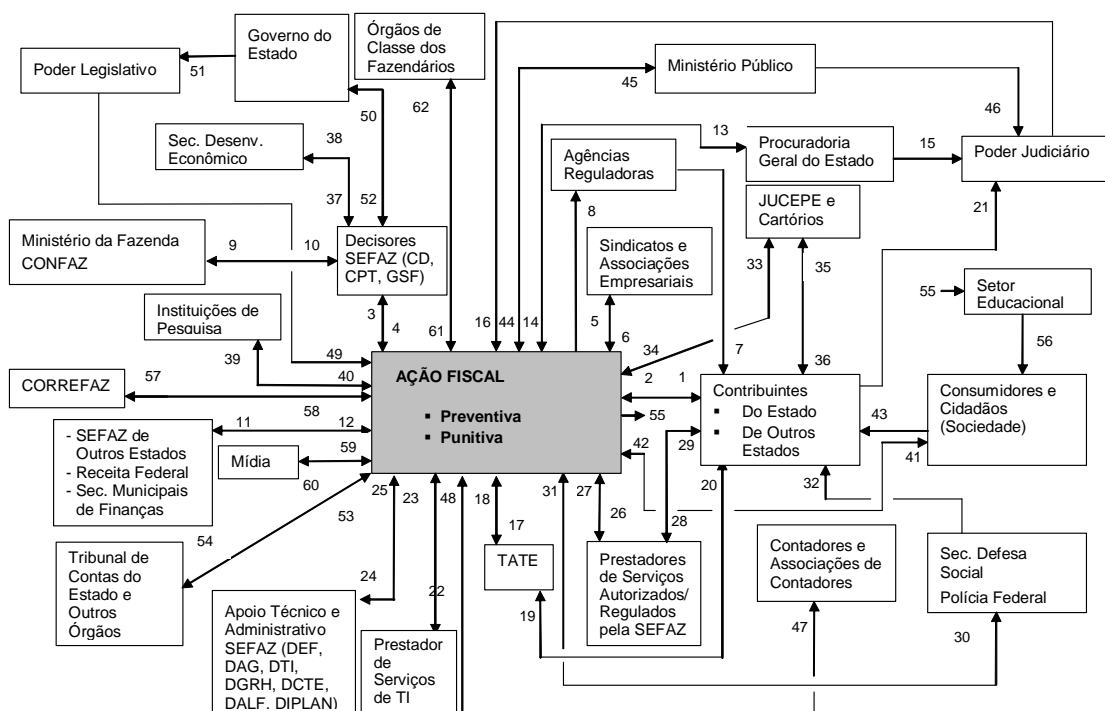 Poder Legislativo
51
Governo do
Estado
Órgãos de
Classe dos
Fazendários
62
50
Ministério Público
45
46
Sec. Desenv.
Econômico
38
37
52
Agências
Reguladoras
8
13
Procuradoria
Geral do Estado
15
Poder Judiciário
21
JUCEPE e
Cartórios
33
35
Ministério da Fazenda
CONFAZ
9
10
Decisores
SEFAZ (CD,
CPT, GSF)
3
4
Sindicatos e
Associações
Empresariais
5
6
55
Setor
Educacional
56
Instituições de
Pesquisa
39
49
40
61
16
44
14
34
7
36
CORREFAZ
57
58
AÇÃO FISCAL
▪ Preventiva
▪ Punitiva
2
1
55
Contribuintes
▪ Do Estado
▪ De Outros
Estados
43
41
Consumidores e
Cidadãos
(Sociedade)
- SEFAZ de
Outros Estados
- Receita Federal
- Sec. Municipais
de Finanças
11
12
Mídia
59
60
42
29
20
32
25
23
48
18
31
27
53
54
17
26
28
Tribunal de
Contas do
Estado e
Outros
Órgãos
24
22
TATE
19
Prestadores
de Serviços
Autorizados/
Regulados
pela SEFAZ
Contadores e
Associações de
Contadores
47
Sec. Defesa
Social
Polícia Federal
30
Apoio Técnico e
Administrativo
SEFAZ (DEF,
DAG, DTI,
DGRH, DCTE,
DALF, DIPLAN)
Prestador
de
Serviços
de TI